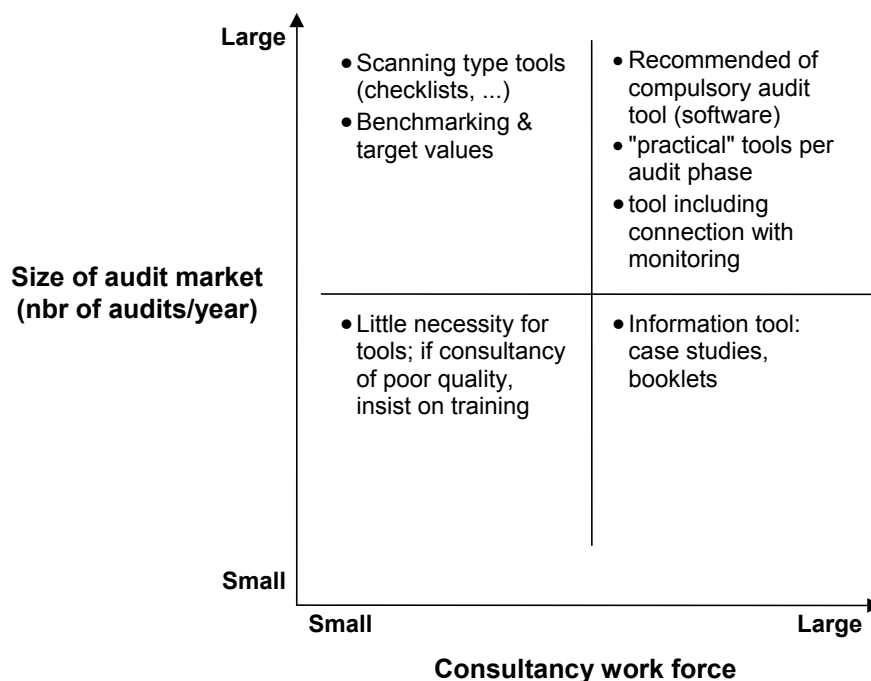 Large
• Scanning type tools
(checklists, ...)
• Benchmarking &
target values
• Recommended of
compulsory audit
tool (software)
• "practical" tools per
audit phase
• tool including
connection with
monitoring
Size of audit market
(nbr of audits/year)
• Little necessity for
tools; if consultancy
of poor quality,
insist on training
• Information tool:
case studies,
booklets
Small
Small
Large
Consultancy work force